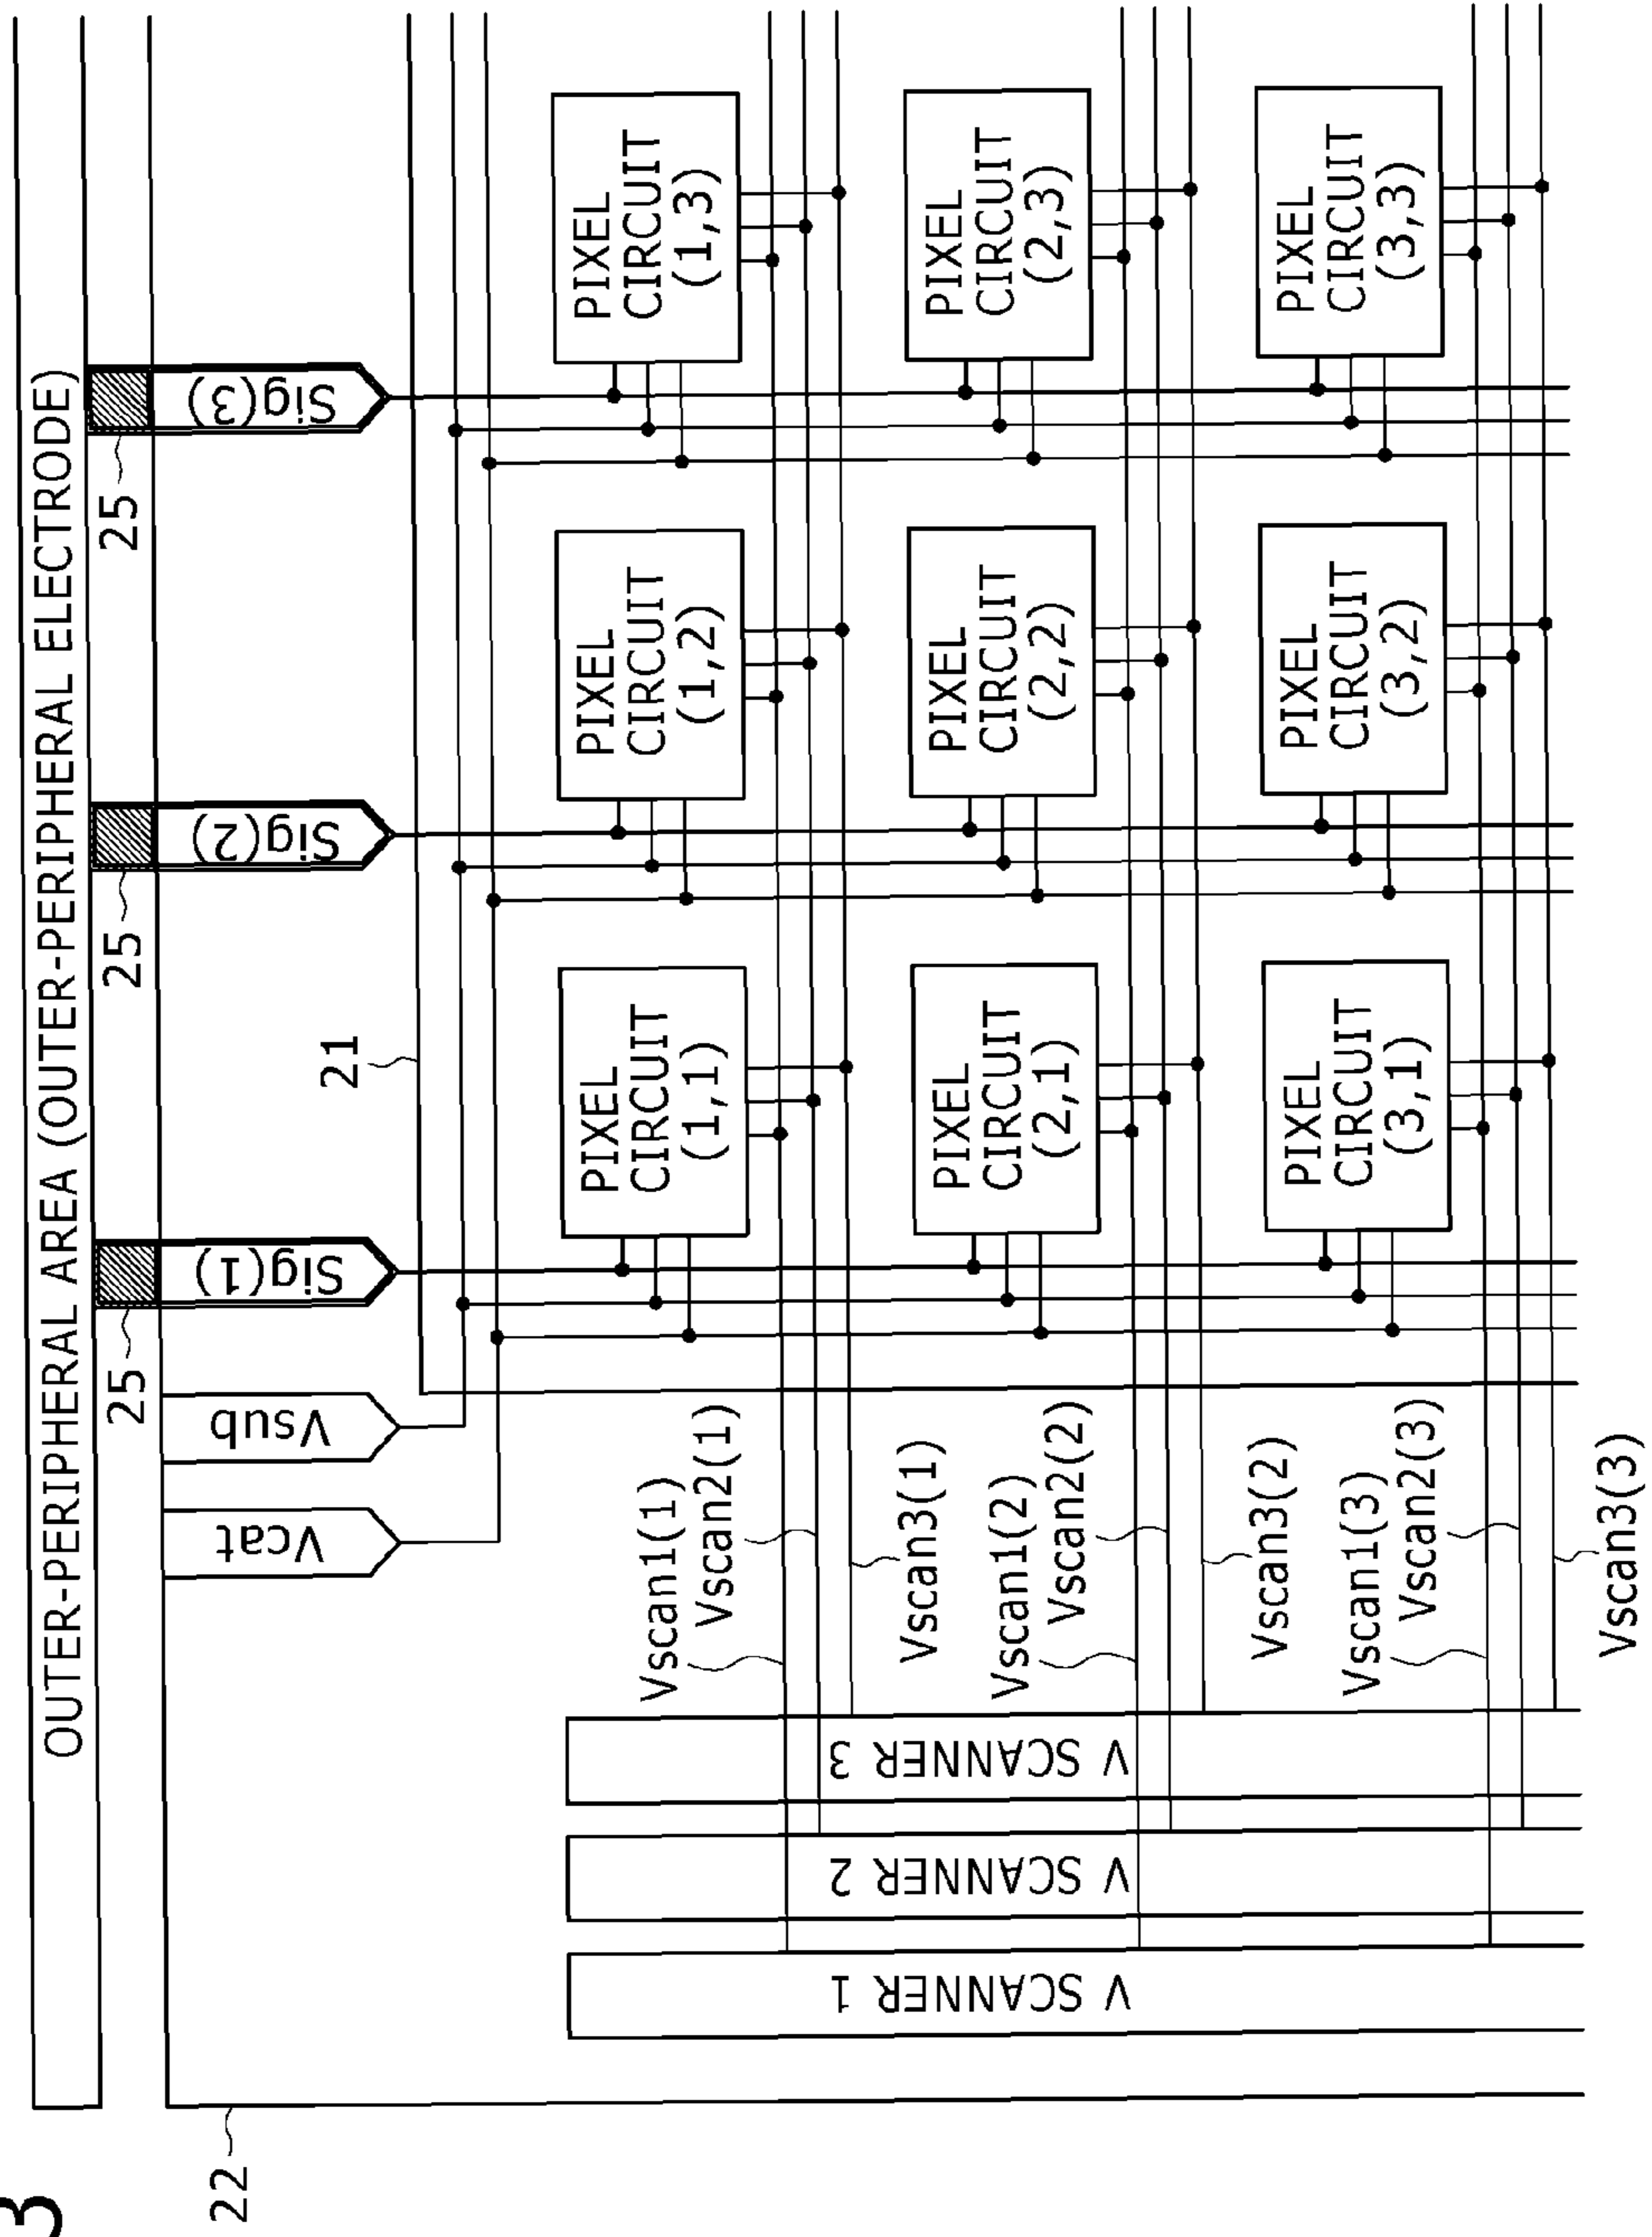 3
OUTER-PERIPHERAL AREA (OUTER-PERIPHERAL ELECTRODE)
25
25
25
Vcat
Vsub
Sig(1)
Sig(2)
Sig(3)
22
21
PIXEL
CIRCUIT
(1,1)
PIXEL
CIRCUIT
(1,2)
PIXEL
CIRCUIT
(1,3)
Vscan1(1)
Vscan2(1)
Vscan3(1)
PIXEL
CIRCUIT
(2,1)
PIXEL
CIRCUIT
(2,2)
PIXEL
CIRCUIT
(2,3)
Vscan1(2)
Vscan2(2)
Vscan3(2)
PIXEL
CIRCUIT
(3,1)
PIXEL
CIRCUIT
(3,2)
PIXEL
CIRCUIT
(3,3)
Vscan1(3)
Vscan2(3)
Vscan3(3)
V SCANNER 1
V SCANNER 2
V SCANNER 3